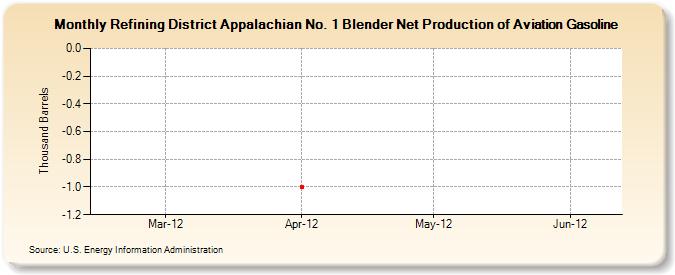 Monthly Refining District Appalachian No. 1 Blender Net Production of Aviation Gasoline
Thousand Barrels
0.0
-0.2
-0.4
-0.6
-0.8
-1.0
-1.2
Mar-12 Apr-12 May-12 Jun-12
Source: U.S. Energy Information Administration